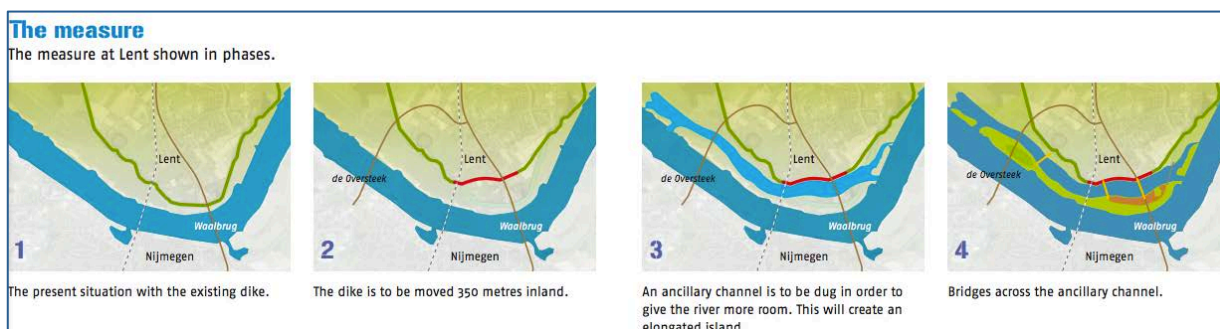 The measure
The measure at Lent shown in phases.
Lent
Waalbrug
1
Nijmegen
The present situation with the existing dike.
Lent
de Oversteek
Waalbrug
2
Nijmegen
The dike is to be moved 350 metres inland.
Lent
de Oversteek
Waalbrug
3
Nijmegen
An ancillary channel is to be dug in order to
give the river more room. This will create an
elongated island
Lent
de Oversteek
Waalbrug
4
Nijmegen
Bridges across the ancillary channel.